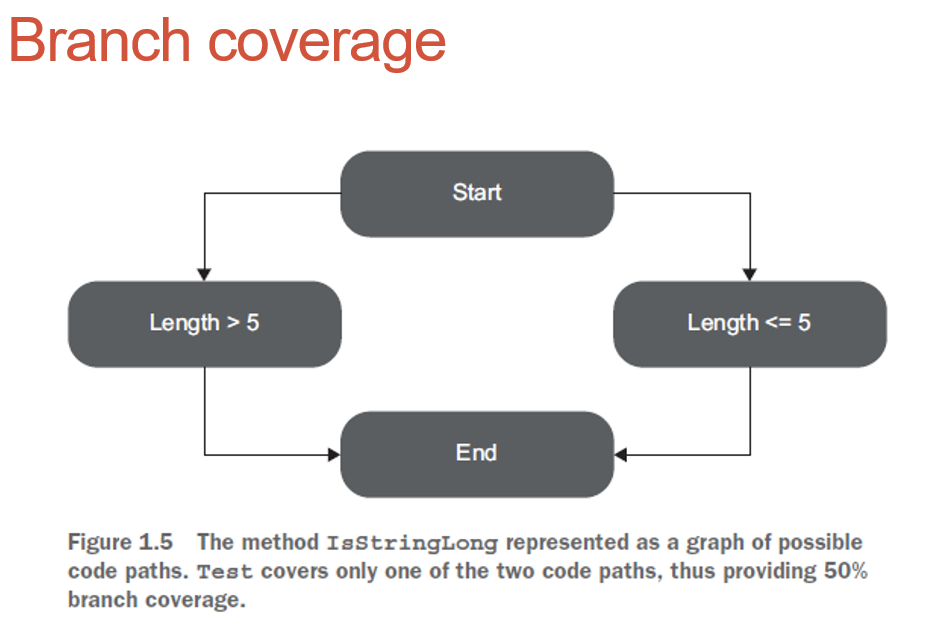 Branch coverage
Start
Length > 5
Length <= 5
End
Figure 1.5 The method IsStringLong represented as a graph of possible
code paths. Test covers only one of the two code paths, thus providing 50%
branch coverage.